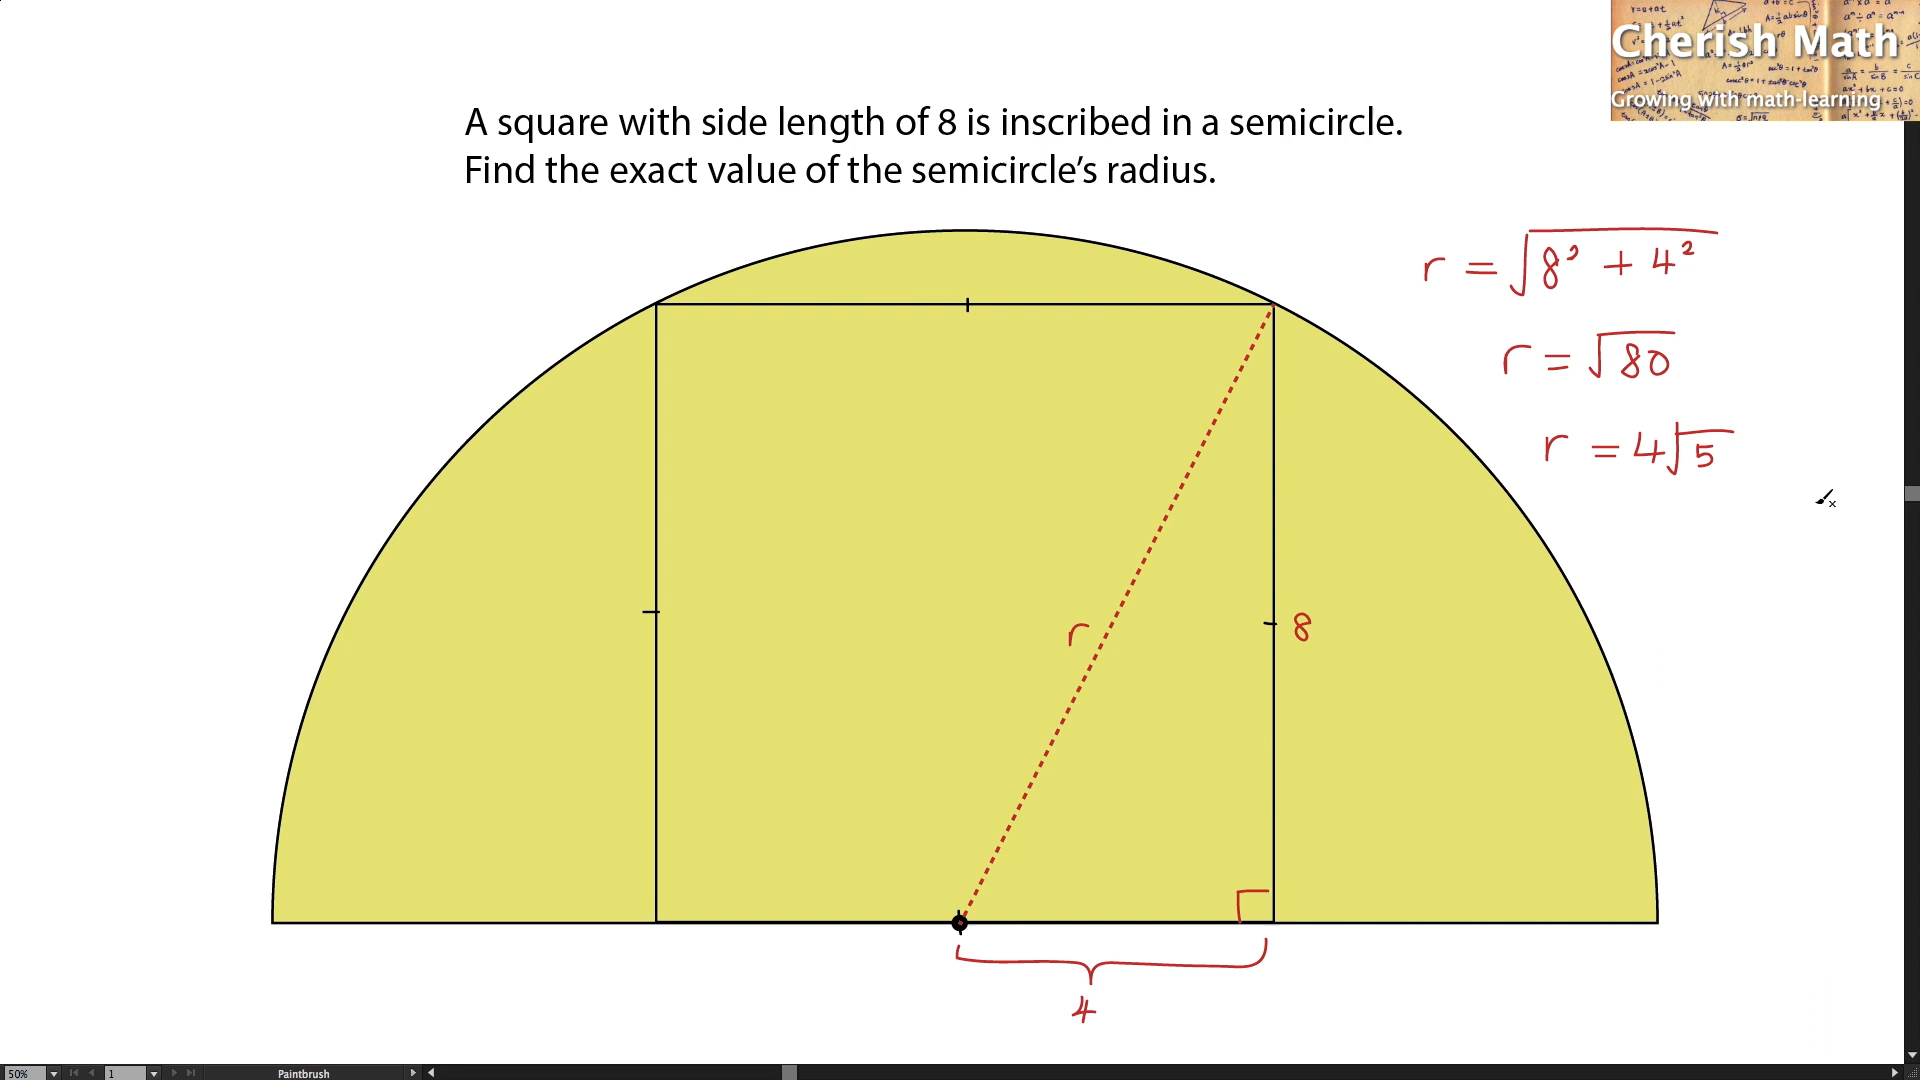 Cherish Math
Growing with math-learning
A square with side length of 8 is inscribed in a semicircle.
Find the exact value of the semicircle’s radius.
r = √(8² + 4²)
r = √80
r = 4√5
r
8
4
50%
1
Paintbrush